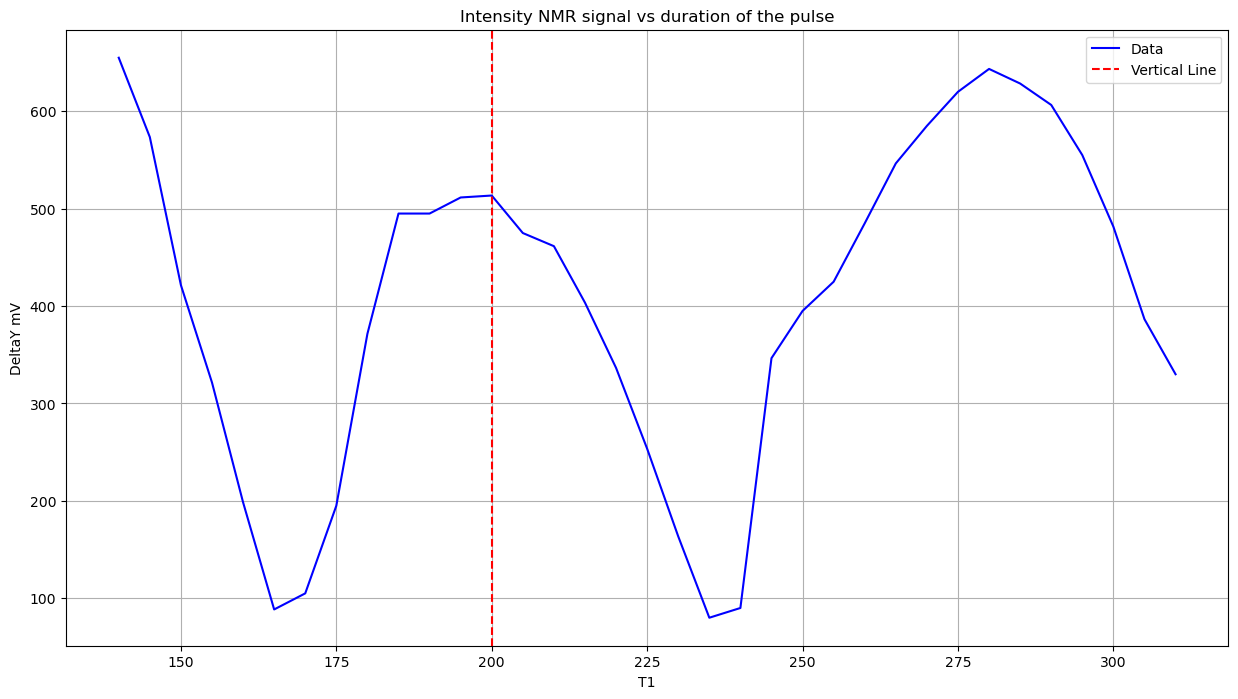 Intensity NMR signal vs duration of the pulse
Data
Vertical Line
DeltaY mV
600
500
400
300
200
100
150 175 200 225 250 275 300
T1